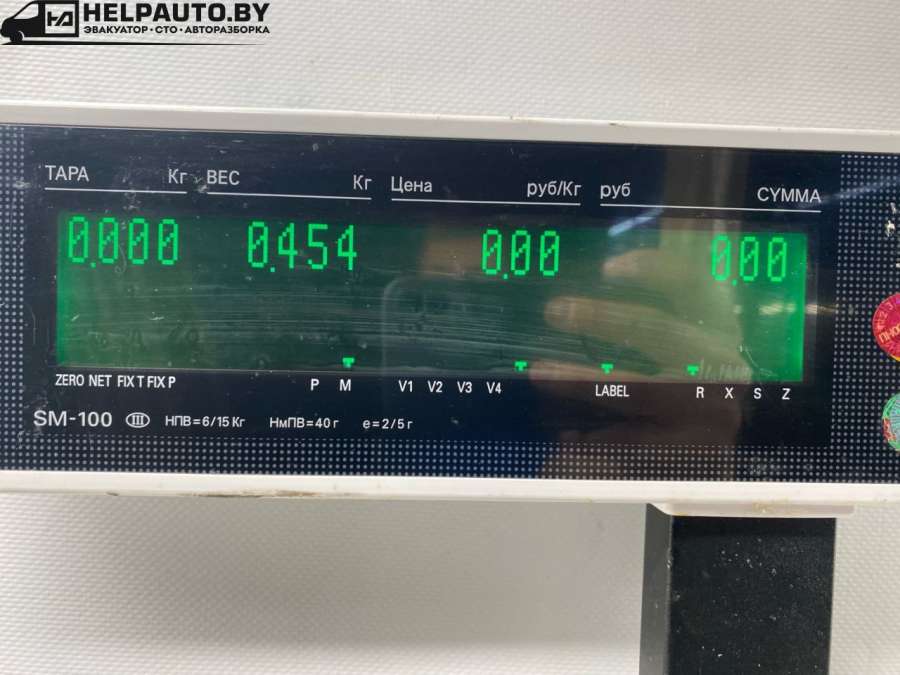 HELPAUTO.BY
ЭВАКУАТОР • СТО • АВТОРАЗБОРКА
ТАРА Кг ВЕС Кг Цена руб/Кг руб СУММА
0.000 0.454 0.00 0.00
ZERO NET FIX T FIX P P M V1 V2 V3 V4 LABEL R X S Z
SM-100 III НПВ=6/15 Кг НмПВ=40 г e=2/5 г